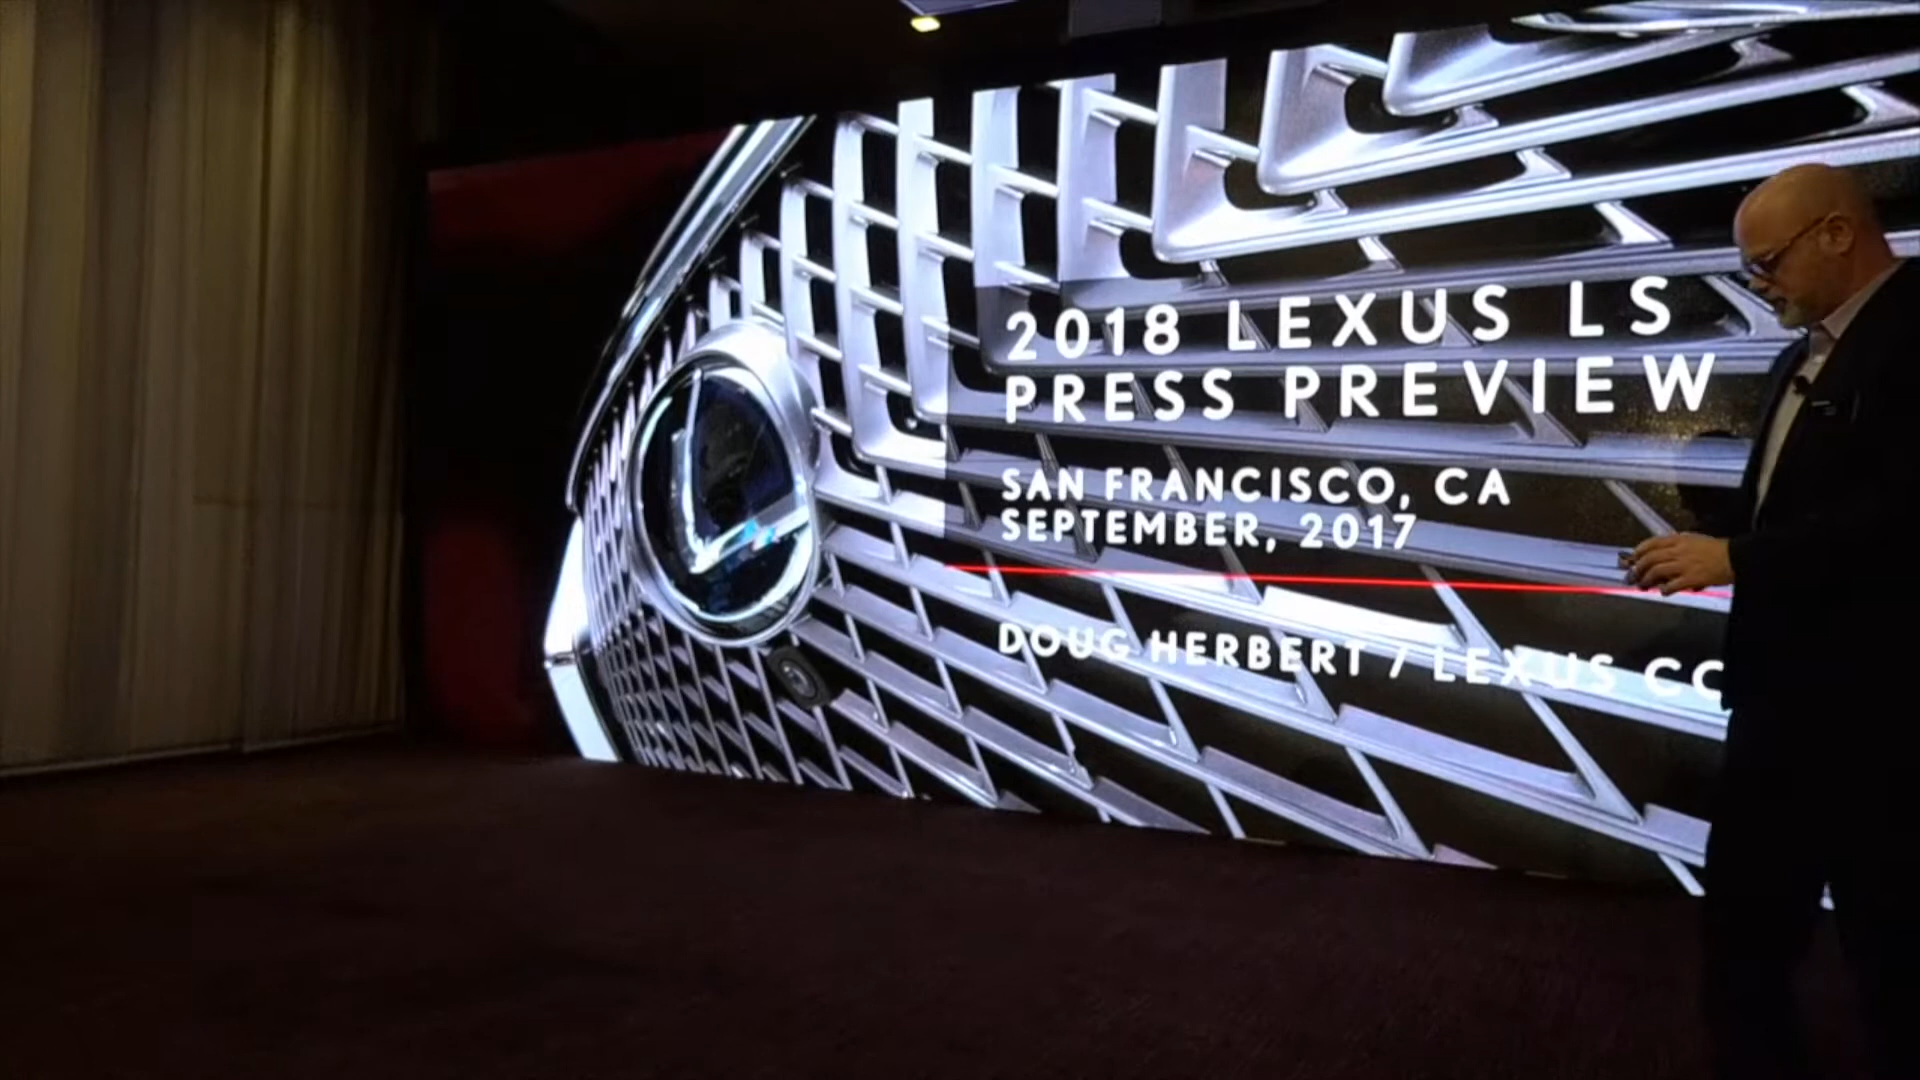 2018 LEXUS LS
PRESS PREVIEW
SAN FRANCISCO, CA
SEPTEMBER, 2017
DOUG HERBERT / LEXUS